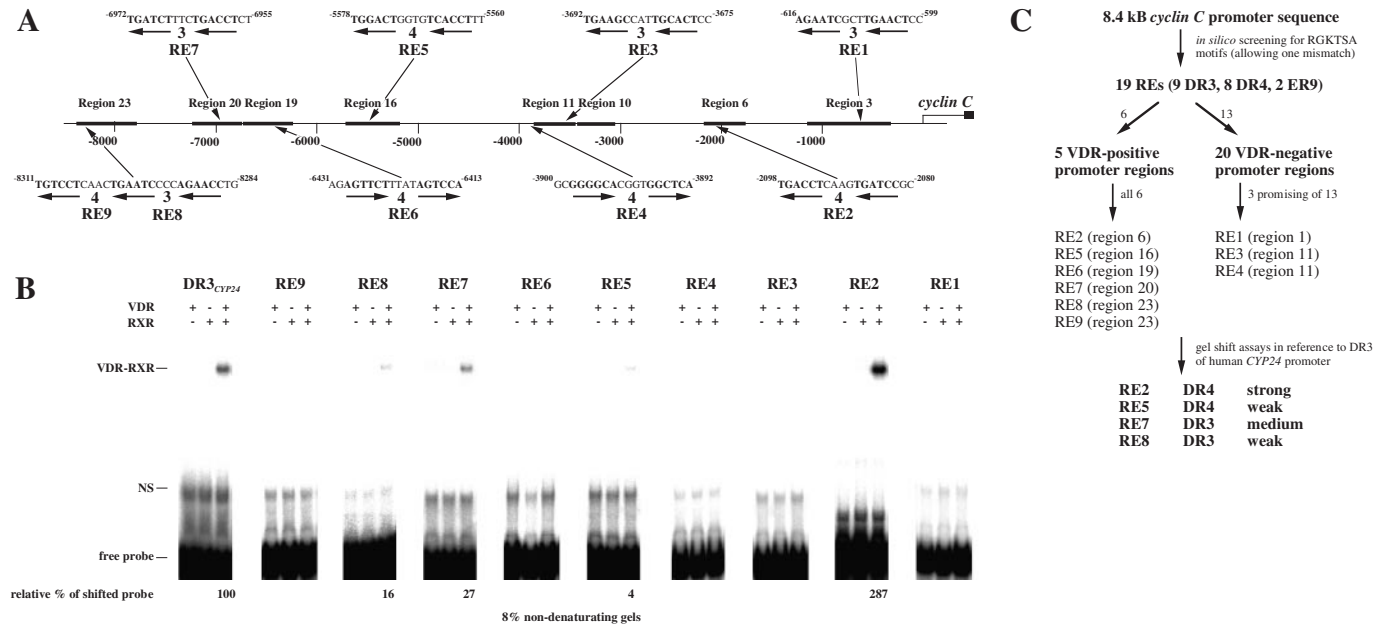 A
-6972TGATCTTTCTGACCTCT-6955
3
RE7
-5578TGGACTGGTGTCACCTTT-5560
4
RE5
-3692TGAAGCCATTGCACTCC-3675
3
RE3
-616AGAATCGCTTGAACTCC-599
3
RE1
Region 23 Region 20 Region 19 Region 16 Region 11 Region 10 Region 6 Region 3 cyclin C
-8000 -7000 -6000 -5000 -4000 -3000 -2000 -1000
-8311TGTCCTCAACTGAATCCCCAGAACCTG-8284
4 3
RE9 RE8
-6431AGAGTTCTTTATAGTCCA-6413
4
RE6
-3900GCGGGGCACGGTGGCTCA-3892
4
RE4
-2098TGACCTCAAGTGATCCGC-2080
4
RE2
B
DR3CYP24 RE9 RE8 RE7 RE6 RE5 RE4 RE3 RE2 RE1
VDR + - + + - + + - + + - + + - + + - + + - + + - + + - + + - +
RXR - + + - + + - + + - + + - + + - + + - + + - + + - + + - + +
VDR-RXR
NS
free probe
relative % of shifted probe 100 16 27 4 287
8% non-denaturating gels
C
8.4 kB cyclin C promoter sequence
in silico screening for RGKTSA
motifs (allowing one mismatch)
19 REs (9 DR3, 8 DR4, 2 ER9)
6 13
5 VDR-positive 20 VDR-negative
promoter regions promoter regions
all 6 3 promising of 13
RE2 (region 6) RE1 (region 1)
RE5 (region 16) RE3 (region 11)
RE6 (region 19) RE4 (region 11)
RE7 (region 20)
RE8 (region 23)
RE9 (region 23)
gel shift assays in reference to DR3
of human CYP24 promoter
RE2 DR4 strong
RE5 DR4 weak
RE7 DR3 medium
RE8 DR3 weak